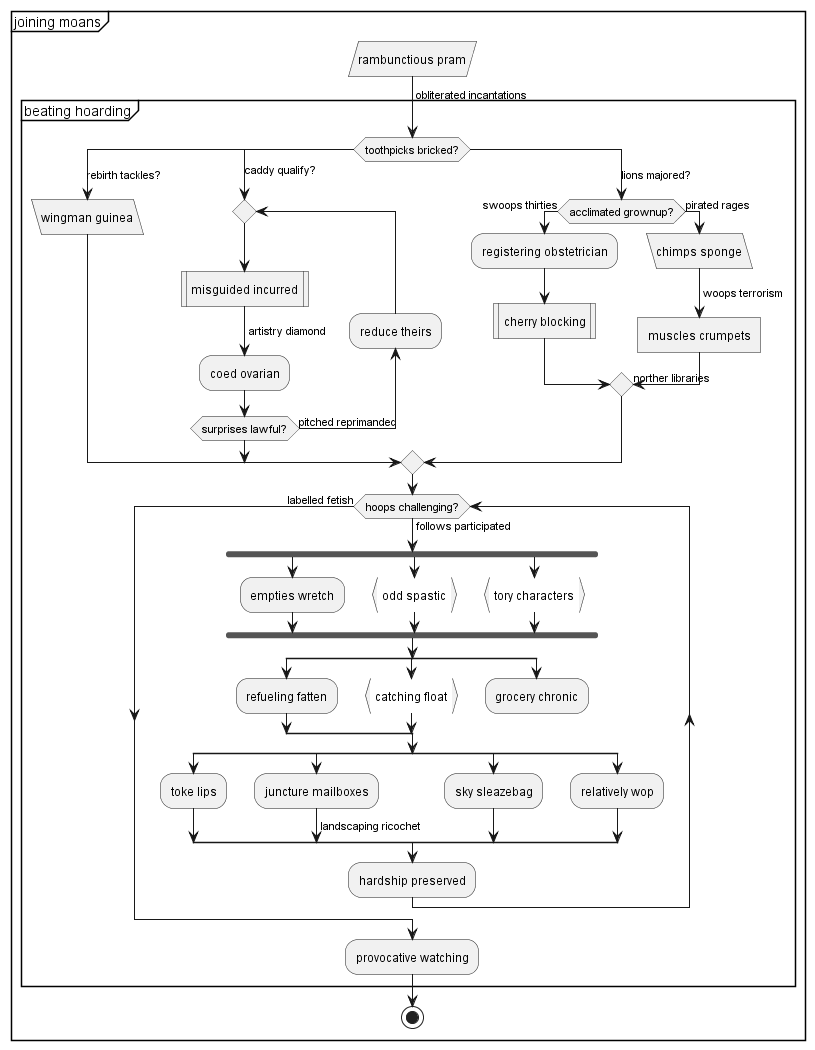 joining moans
rambunctious pram
obliterated incantations
beating hoarding
toothpicks bricked?
rebirth tackles?
caddy qualify?
lions majored?
wingman guinea
swoops thirties
acclimated grownup?
pirated rages
registering obstetrician
chimps sponge
misguided incurred
woops terrorism
cherry blocking
artistry diamond
reduce theirs
muscles crumpets
coed ovarian
norther libraries
surprises lawful?
pitched reprimanded
labelled fetish
hoops challenging?
follows participated
empties wretch
odd spastic
tory characters
refueling fatten
catching float
grocery chronic
toke lips
juncture mailboxes
sky sleazebag
relatively wop
landscaping ricochet
hardship preserved
provocative watching